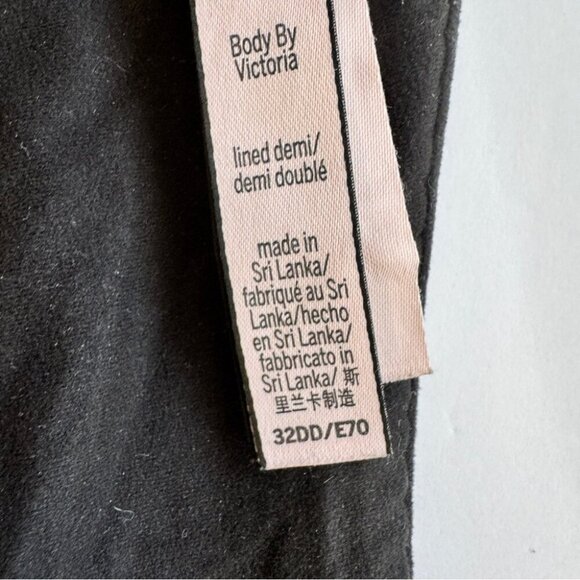 Body By
Victoria
lined demi/
demi doublé
made in
Sri Lanka/
fabriqué au Sri
Lanka/hecho
en Sri Lanka/
fabbricato in
Sri Lanka/ 斯
里兰卡制造
32DD/E70